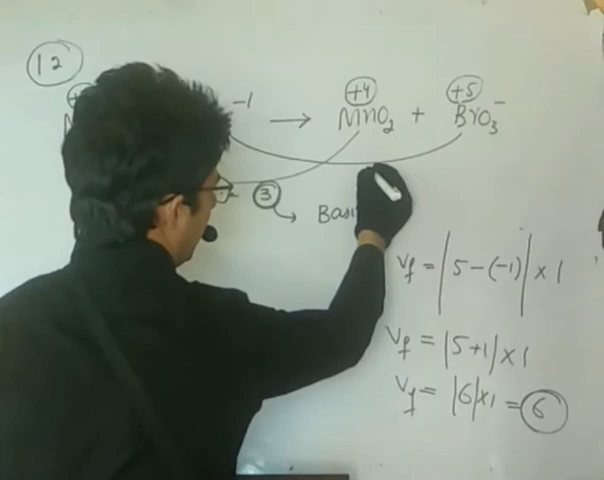 12
+4 +5
-1 → MnO2 + BrO3-
3 → Basi
Vf = |5-(-1)| x 1
Vf = |5+1| x 1
Vf = |6| x 1 = 6